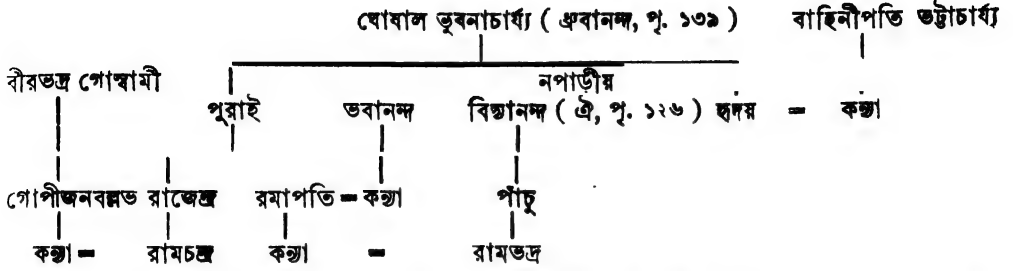 ঘোষাল ভুবনাচার্য্য ( ধ্রুবানন্দ, পৃ. ১৩৯ ) বাহিনীপতি ভট্টাচার্য্য
বীরভদ্র গোস্বামী নপাড়ীয়
পুরাই ভবানন্দ বিদ্যানন্দ ( ঐ, পৃ. ১২৬ ) হৃদয় = কন্যা
গোপীজনবল্লভ রাজেন্দ্র রমাপতি = কন্যা পাঁচু
কন্যা = রামচন্দ্র কন্যা = রামভদ্র